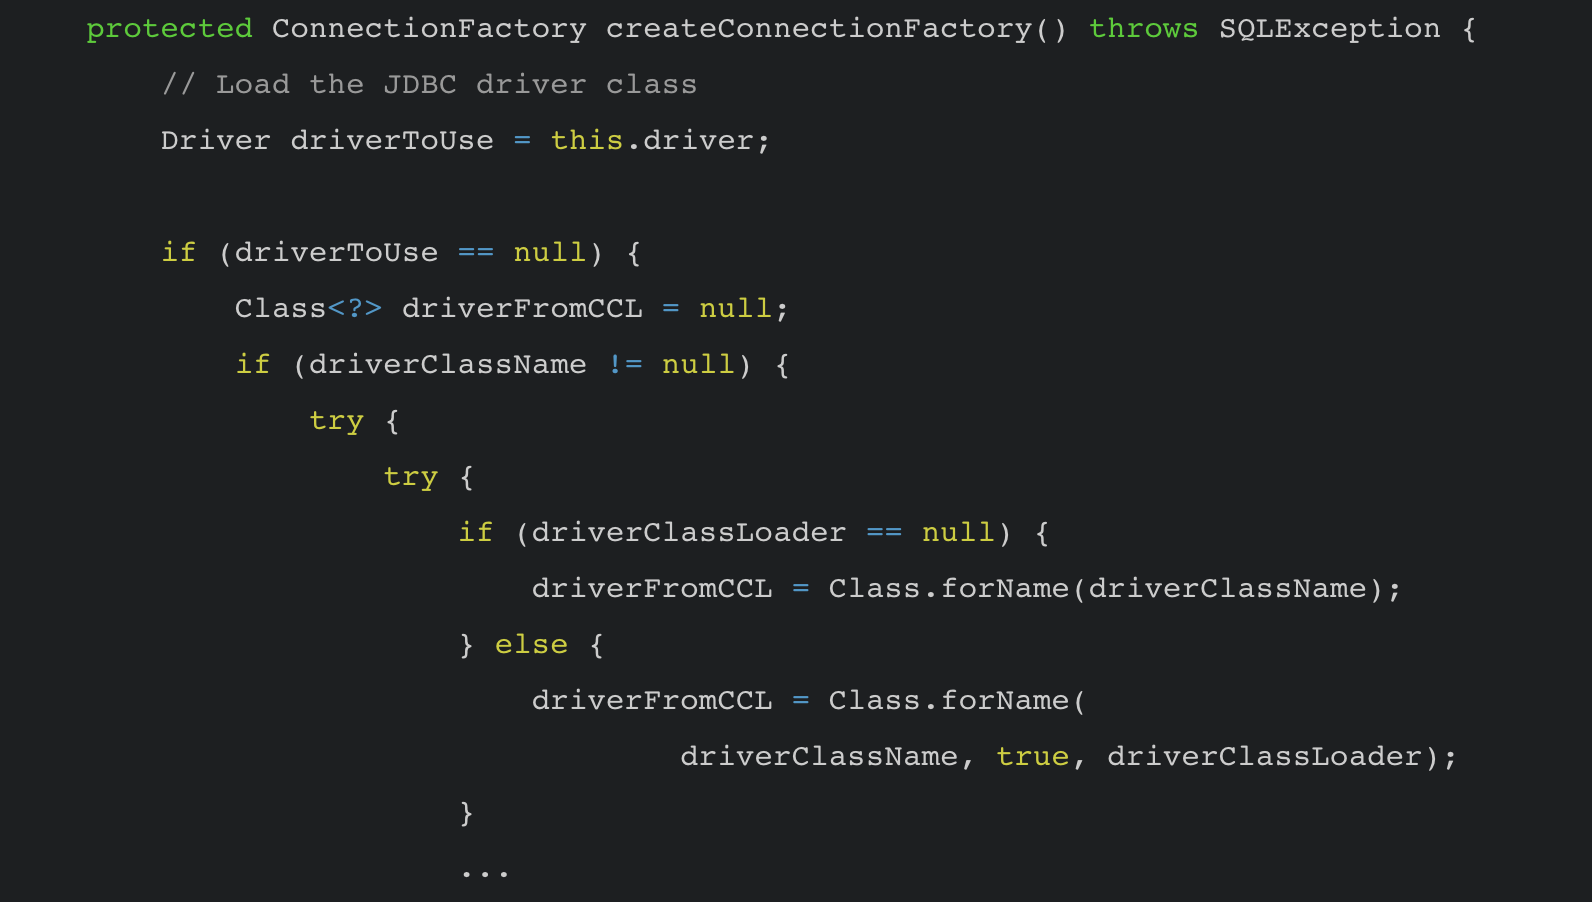 protected ConnectionFactory createConnectionFactory() throws SQLException {
    // Load the JDBC driver class
    Driver driverToUse = this.driver;

    if (driverToUse == null) {
        Class<?> driverFromCCL = null;
        if (driverClassName != null) {
            try {
                try {
                    if (driverClassLoader == null) {
                        driverFromCCL = Class.forName(driverClassName);
                    } else {
                        driverFromCCL = Class.forName(
                                driverClassName, true, driverClassLoader);
                    }
                    ...